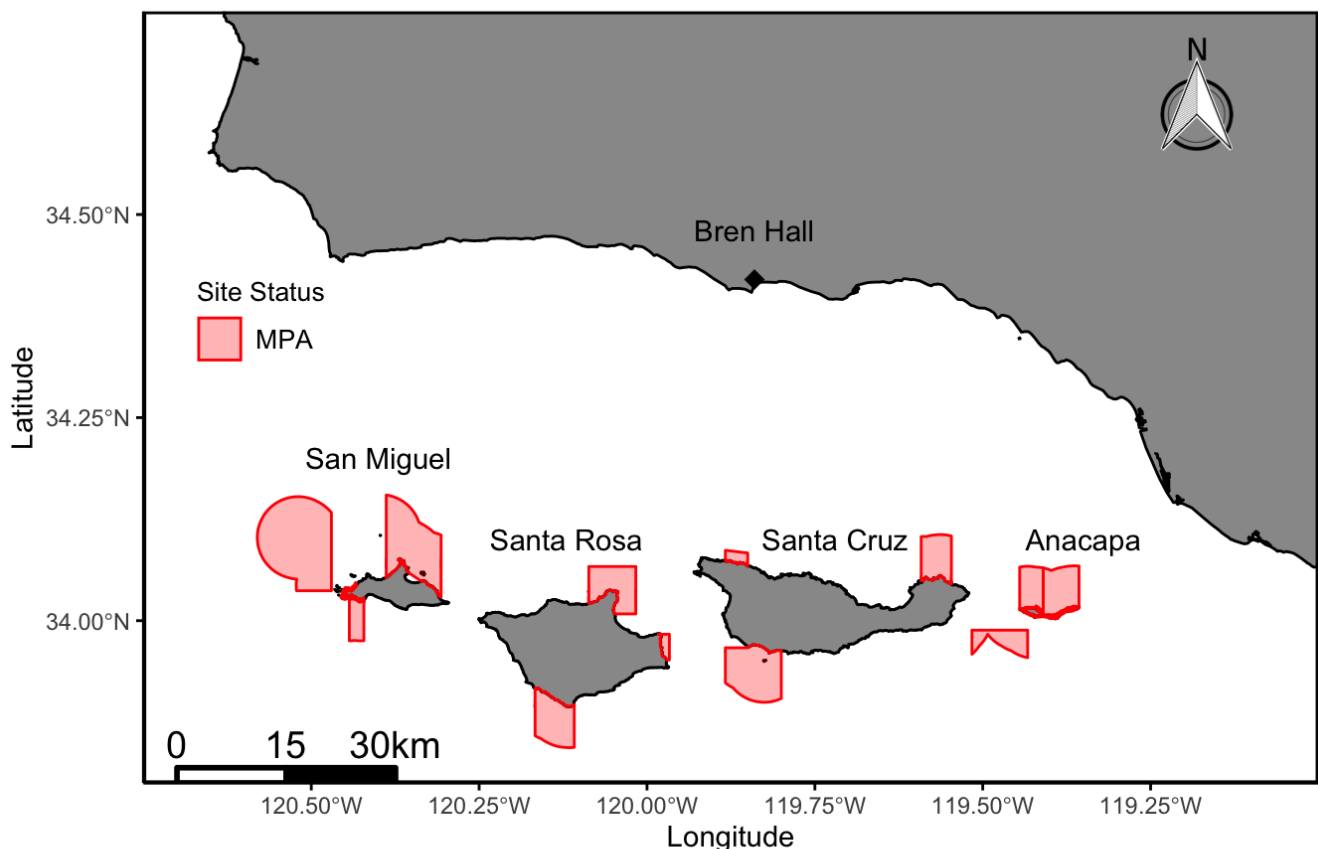 N
34.50°N
Bren Hall
Site Status
MPA
Latitude
34.25°N
San Miguel
Santa Rosa
Santa Cruz
Anacapa
34.00°N
0 15 30km
120.50°W 120.25°W 120.00°W 119.75°W 119.50°W 119.25°W
Longitude